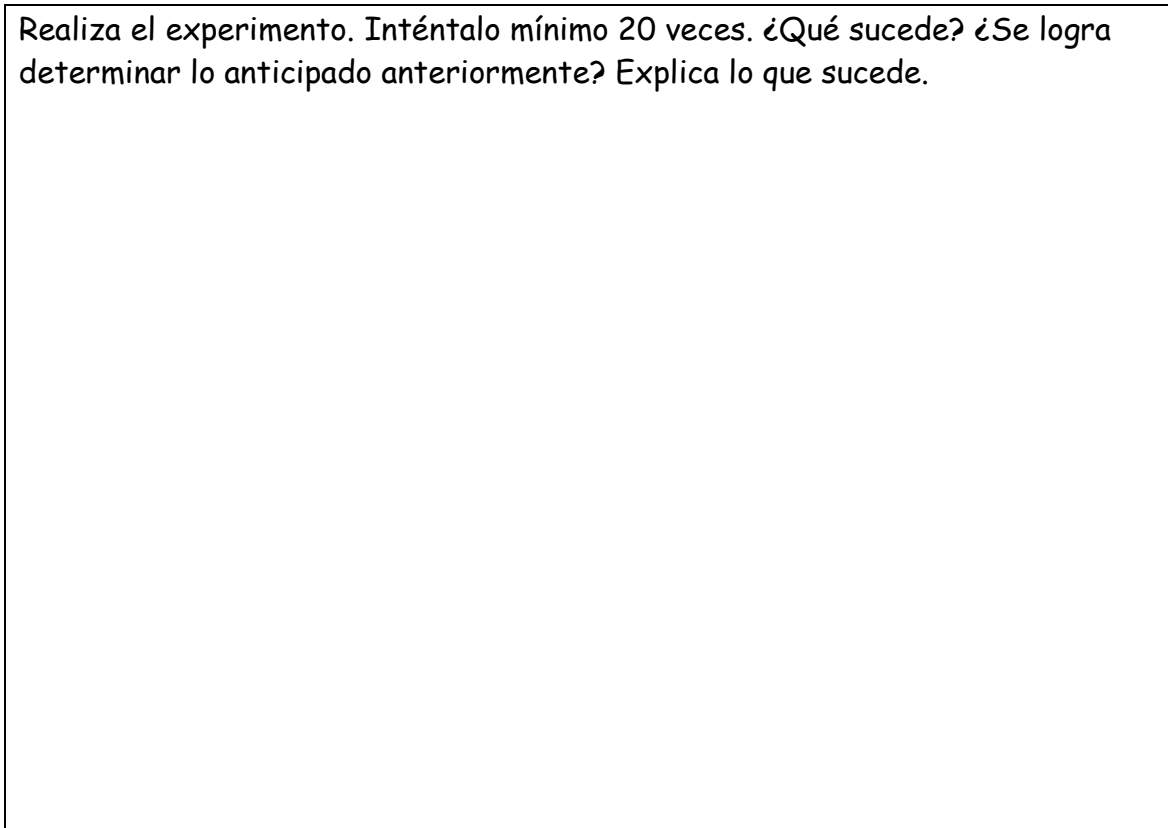 Realiza el experimento. Inténtalo mínimo 20 veces. ¿Qué sucede? ¿Se logra
determinar lo anticipado anteriormente? Explica lo que sucede.